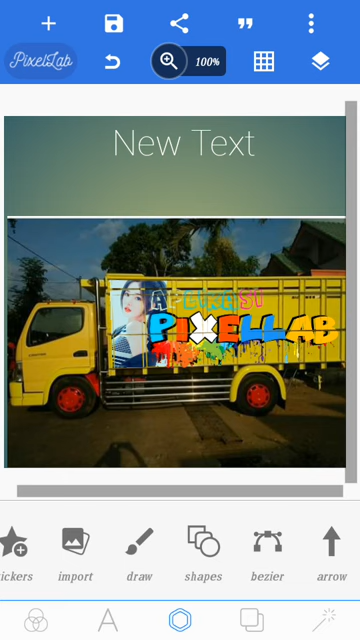 PixelLab
100%
New Text
APLIKASI
PIXELLAB
ickers
import
draw
shapes
bezier
arrow